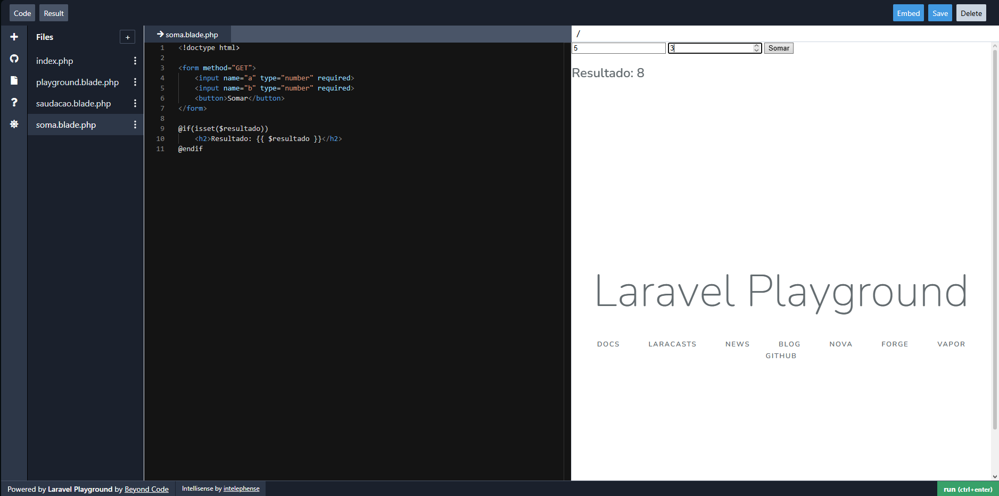 Code Result Embed Save Delete
Files +
index.php
playground.blade.php
saudacao.blade.php
soma.blade.php
soma.blade.php
1 <!doctype html>
2
3 <form method="GET">
4     <input name="a" type="number" required>
5     <input name="b" type="number" required>
6     <button>Somar</button>
7 </form>
8
9 @if(isset($resultado))
10     <h2>Resultado: {{ $resultado }}</h2>
11 @endif
/
5 3 Somar
Resultado: 8
Laravel Playground
DOCS LARACASTS NEWS BLOG NOVA FORGE VAPOR
GITHUB
Powered by Laravel Playground by Beyond Code Intellisense by intelephense run (ctrl+enter)